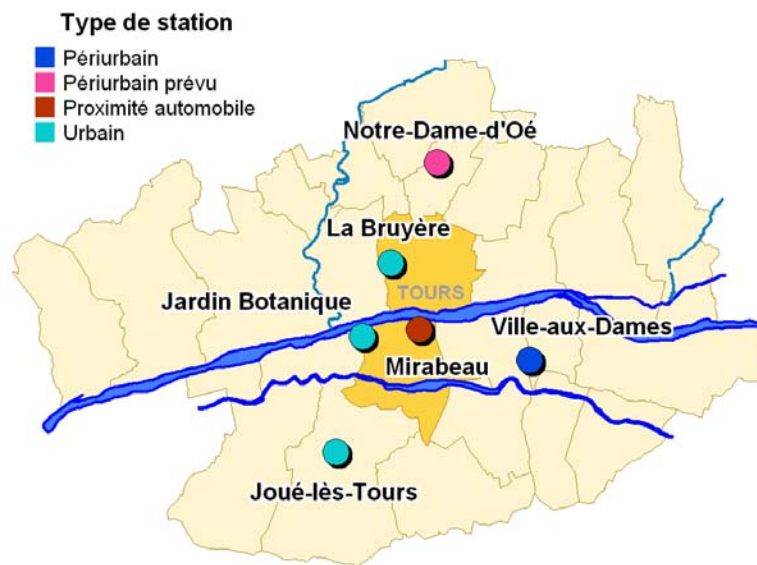 Type de station
Périurbain
Périurbain prévu
Proximité automobile
Urbain
Notre-Dame-d'Oé
La Bruyère
TOURS
Jardin Botanique
Ville-aux-Dames
Mirabeau
Joué-lès-Tours